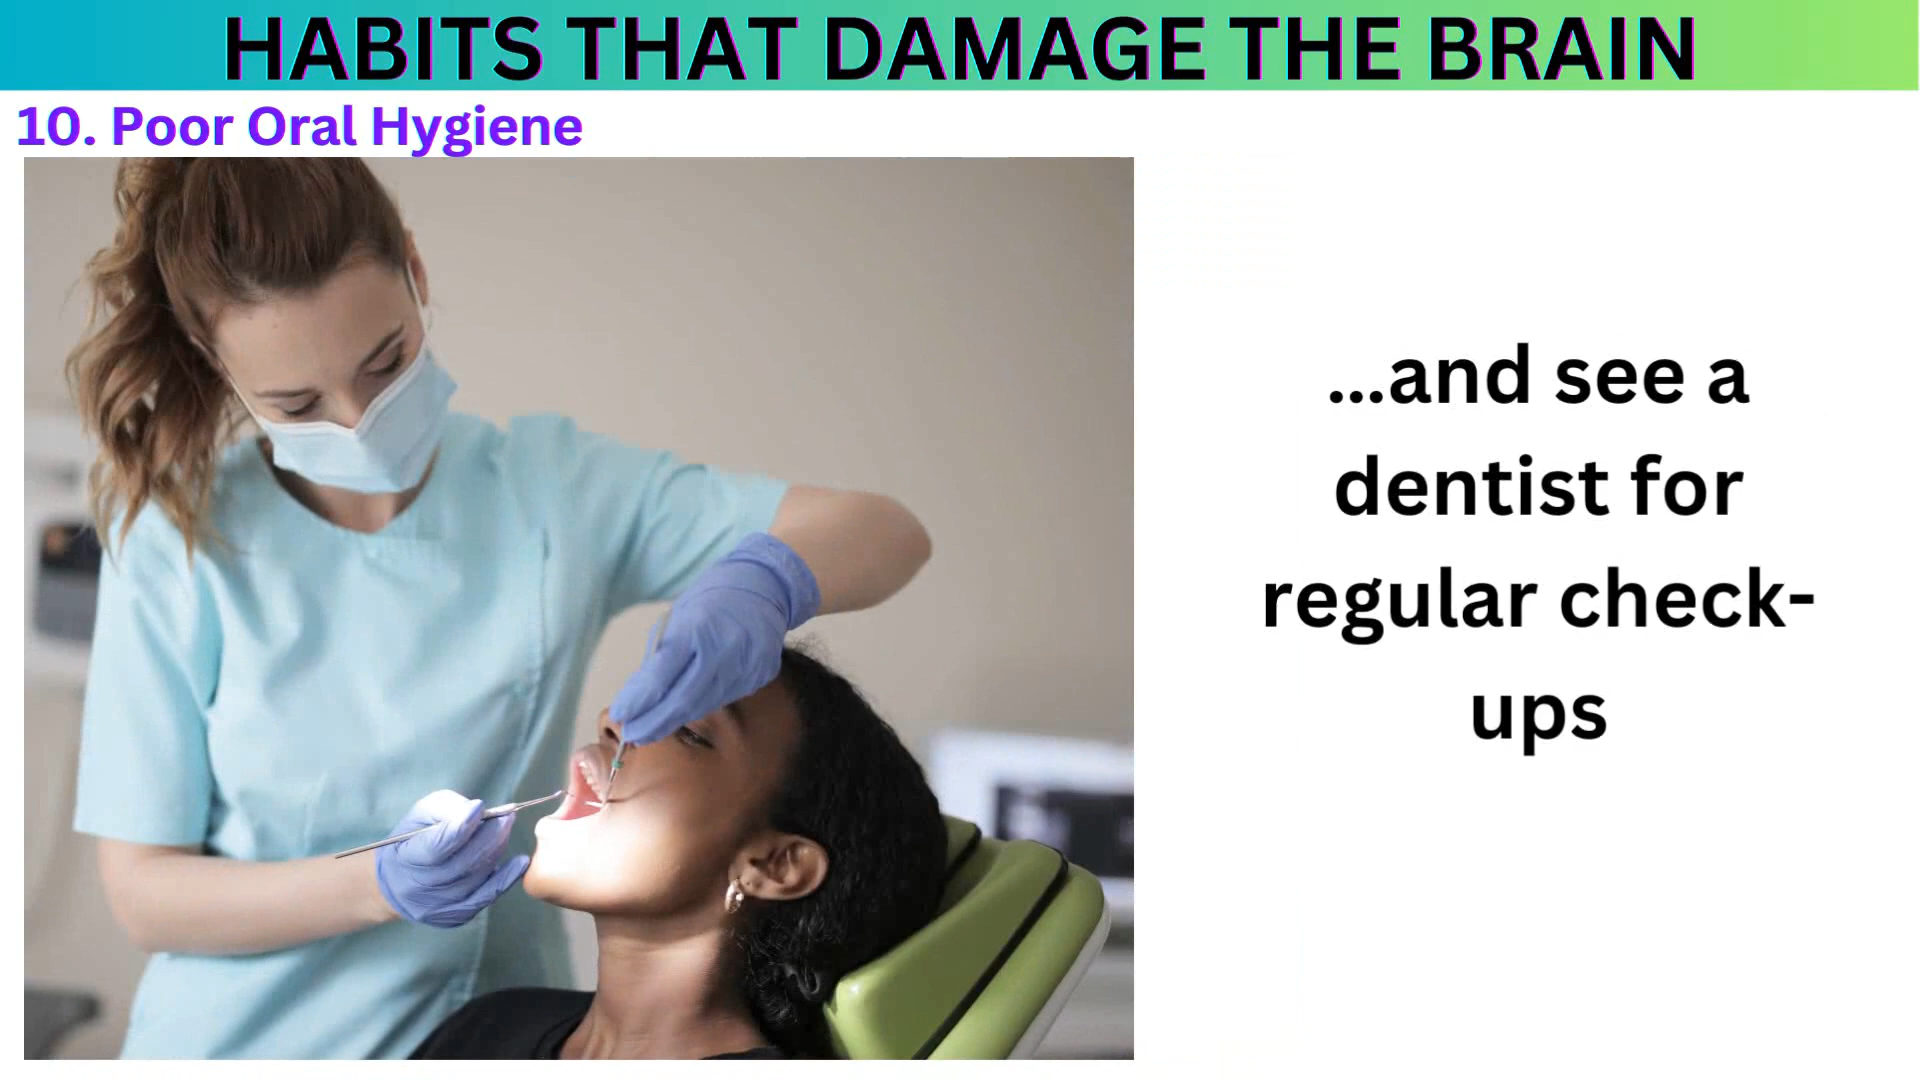 HABITS THAT DAMAGE THE BRAIN
10. Poor Oral Hygiene
...and see a
dentist for
regular check-
ups